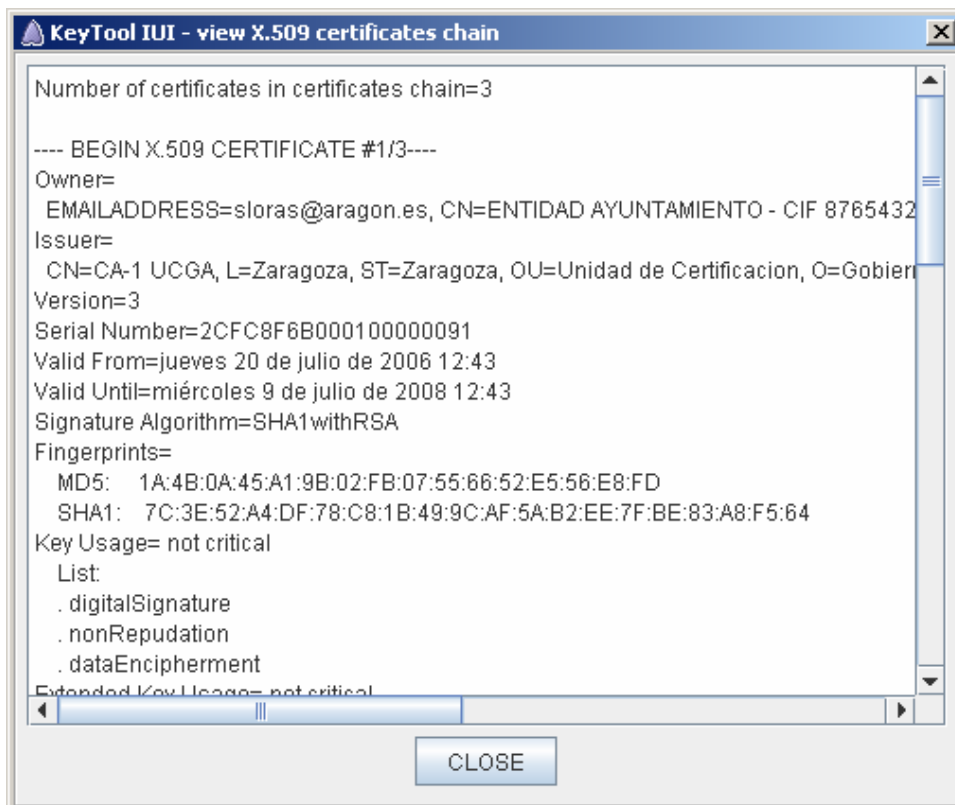 KeyTool IUI - view X.509 certificates chain
Number of certificates in certificates chain=3
---- BEGIN X.509 CERTIFICATE #1/3----
Owner=
EMAILADDRESS=sloras@aragon.es, CN=ENTIDAD AYUNTAMIENTO - CIF 8765432
Issuer=
CN=CA-1 UCGA, L=Zaragoza, ST=Zaragoza, OU=Unidad de Certificacion, O=Gobiern
Version=3
Serial Number=2CFC8F6B000100000091
Valid From=jueves 20 de julio de 2006 12:43
Valid Until=miércoles 9 de julio de 2008 12:43
Signature Algorithm=SHA1withRSA
Fingerprints=
MD5: 1A:4B:0A:45:A1:9B:02:FB:07:55:66:52:E5:56:E8:FD
SHA1: 7C:3E:52:A4:DF:78:C8:1B:49:9C:AF:5A:B2:EE:7F:BE:83:A8:F5:64
Key Usage= not critical
List:
. digitalSignature
. nonRepudation
. dataEncipherment
Extended Key Usage= not critical
CLOSE